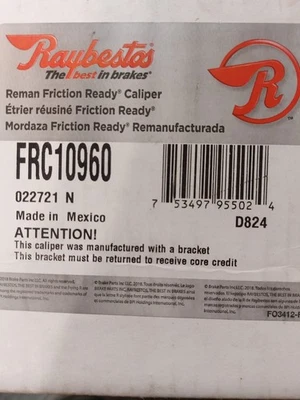 Raybestos
The best in brakes®
Reman Friction Ready® Caliper
Étrier réusiné Friction Ready®
Mordaza Friction Ready® Remanufacturada
FRC10960
022721 N
7 53497 95502 4
Made in Mexico
D824
ATTENTION!
This caliper was manufactured with a bracket
This bracket must be returned to receive core credit